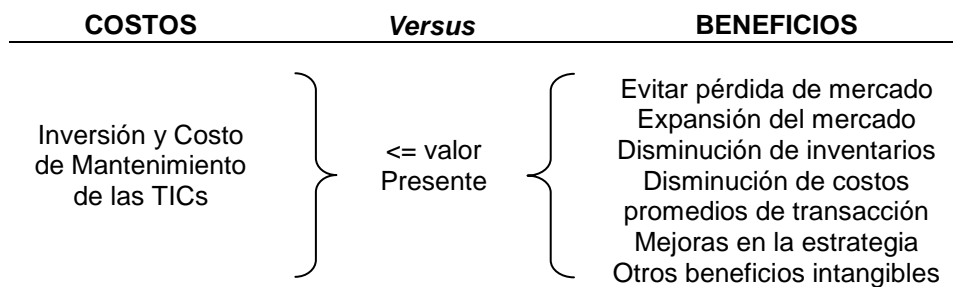 COSTOS Versus BENEFICIOS
Inversión y Costo
de Mantenimiento
de las TICs
<= valor
Presente
Evitar pérdida de mercado
Expansión del mercado
Disminución de inventarios
Disminución de costos
promedios de transacción
Mejoras en la estrategia
Otros beneficios intangibles